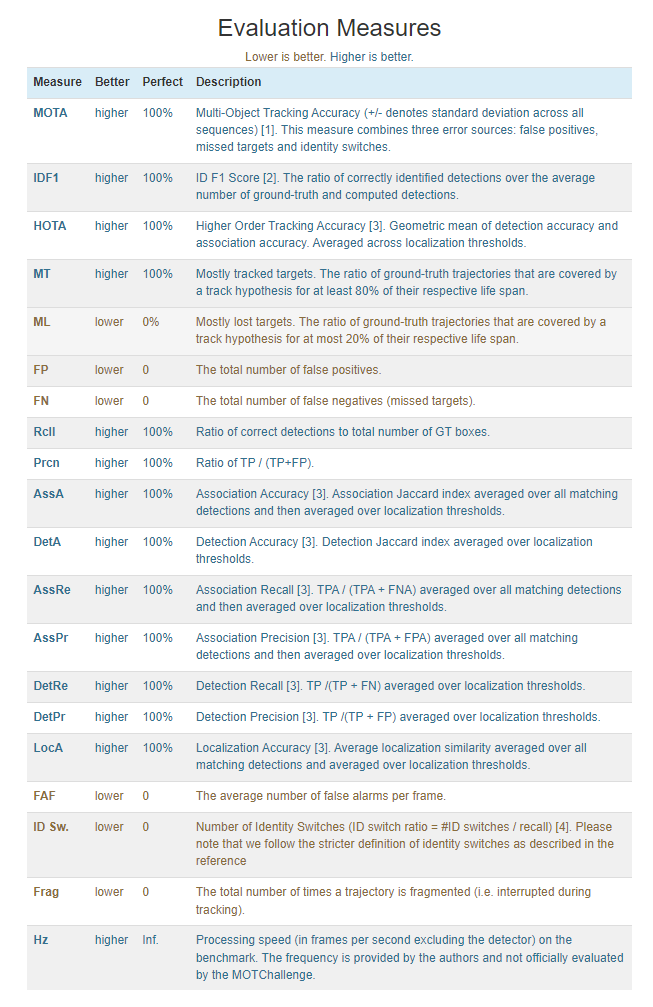 Evaluation Measures
Lower is better. Higher is better.
Measure Better Perfect Description
MOTA higher 100% Multi-Object Tracking Accuracy (+/- denotes standard deviation across all
sequences) [1]. This measure combines three error sources: false positives,
missed targets and identity switches.
IDF1 higher 100% ID F1 Score [2]. The ratio of correctly identified detections over the average
number of ground-truth and computed detections.
HOTA higher 100% Higher Order Tracking Accuracy [3]. Geometric mean of detection accuracy and
association accuracy. Averaged across localization thresholds.
MT higher 100% Mostly tracked targets. The ratio of ground-truth trajectories that are covered by
a track hypothesis for at least 80% of their respective life span.
ML lower 0% Mostly lost targets. The ratio of ground-truth trajectories that are covered by a
track hypothesis for at most 20% of their respective life span.
FP lower 0 The total number of false positives.
FN lower 0 The total number of false negatives (missed targets).
Rcll higher 100% Ratio of correct detections to total number of GT boxes.
Prcn higher 100% Ratio of TP / (TP+FP).
AssA higher 100% Association Accuracy [3]. Association Jaccard index averaged over all matching
detections and then averaged over localization thresholds.
DetA higher 100% Detection Accuracy [3]. Detection Jaccard index averaged over localization
thresholds.
AssRe higher 100% Association Recall [3]. TPA / (TPA + FNA) averaged over all matching detections
and then averaged over localization thresholds.
AssPr higher 100% Association Precision [3]. TPA / (TPA + FPA) averaged over all matching
detections and then averaged over localization thresholds.
DetRe higher 100% Detection Recall [3]. TP /(TP + FN) averaged over localization thresholds.
DetPr higher 100% Detection Precision [3]. TP /(TP + FP) averaged over localization thresholds.
LocA higher 100% Localization Accuracy [3]. Average localization similarity averaged over all
matching detections and averaged over localization thresholds.
FAF lower 0 The average number of false alarms per frame.
ID Sw. lower 0 Number of Identity Switches (ID switch ratio = #ID switches / recall) [4]. Please
note that we follow the stricter definition of identity switches as described in the
reference
Frag lower 0 The total number of times a trajectory is fragmented (i.e. interrupted during
tracking).
Hz higher Inf. Processing speed (in frames per second excluding the detector) on the
benchmark. The frequency is provided by the authors and not officially evaluated
by the MOTChallenge.